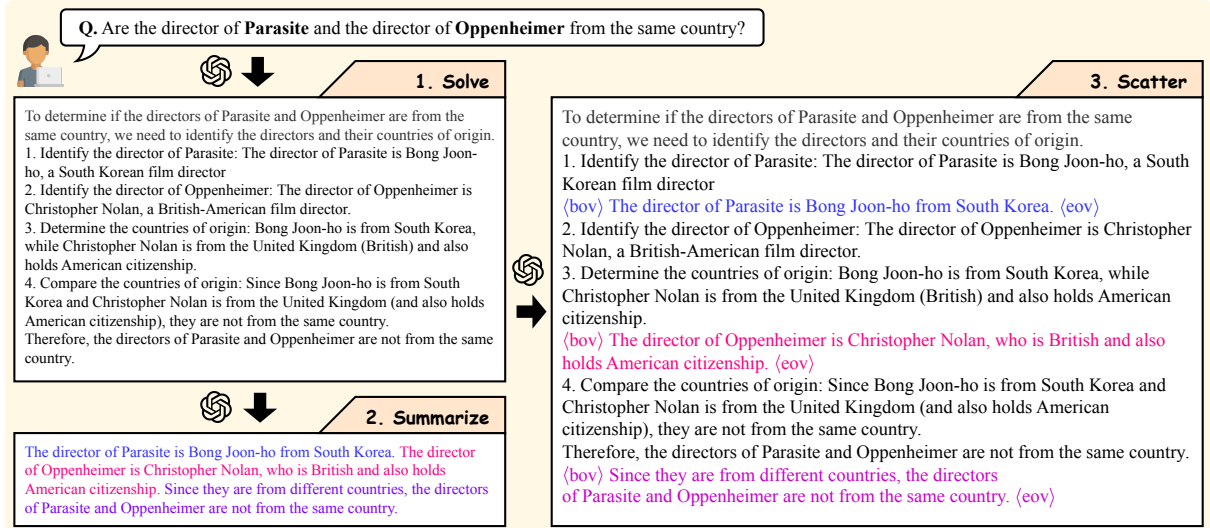 Q. Are the director of Parasite and the director of Oppenheimer from the same country?
1. Solve
To determine if the directors of Parasite and Oppenheimer are from the
same country, we need to identify the directors and their countries of origin.
1. Identify the director of Parasite: The director of Parasite is Bong Joon-
ho, a South Korean film director
2. Identify the director of Oppenheimer: The director of Oppenheimer is
Christopher Nolan, a British-American film director.
3. Determine the countries of origin: Bong Joon-ho is from South Korea,
while Christopher Nolan is from the United Kingdom (British) and also
holds American citizenship.
4. Compare the countries of origin: Since Bong Joon-ho is from South
Korea and Christopher Nolan is from the United Kingdom (and also holds
American citizenship), they are not from the same country.
Therefore, the directors of Parasite and Oppenheimer are not from the same
country.
2. Summarize
The director of Parasite is Bong Joon-ho from South Korea. The director
of Oppenheimer is Christopher Nolan, who is British and also holds
American citizenship. Since they are from different countries, the directors
of Parasite and Oppenheimer are not from the same country.
3. Scatter
To determine if the directors of Parasite and Oppenheimer are from the same
country, we need to identify the directors and their countries of origin.
1. Identify the director of Parasite: The director of Parasite is Bong Joon-ho, a South
Korean film director
⟨bov⟩ The director of Parasite is Bong Joon-ho from South Korea. ⟨eov⟩
2. Identify the director of Oppenheimer: The director of Oppenheimer is Christopher
Nolan, a British-American film director.
3. Determine the countries of origin: Bong Joon-ho is from South Korea, while
Christopher Nolan is from the United Kingdom (British) and also holds American
citizenship.
⟨bov⟩ The director of Oppenheimer is Christopher Nolan, who is British and also
holds American citizenship. ⟨eov⟩
4. Compare the countries of origin: Since Bong Joon-ho is from South Korea and
Christopher Nolan is from the United Kingdom (and also holds American
citizenship), they are not from the same country.
Therefore, the directors of Parasite and Oppenheimer are not from the same country.
⟨bov⟩ Since they are from different countries, the directors
of Parasite and Oppenheimer are not from the same country. ⟨eov⟩